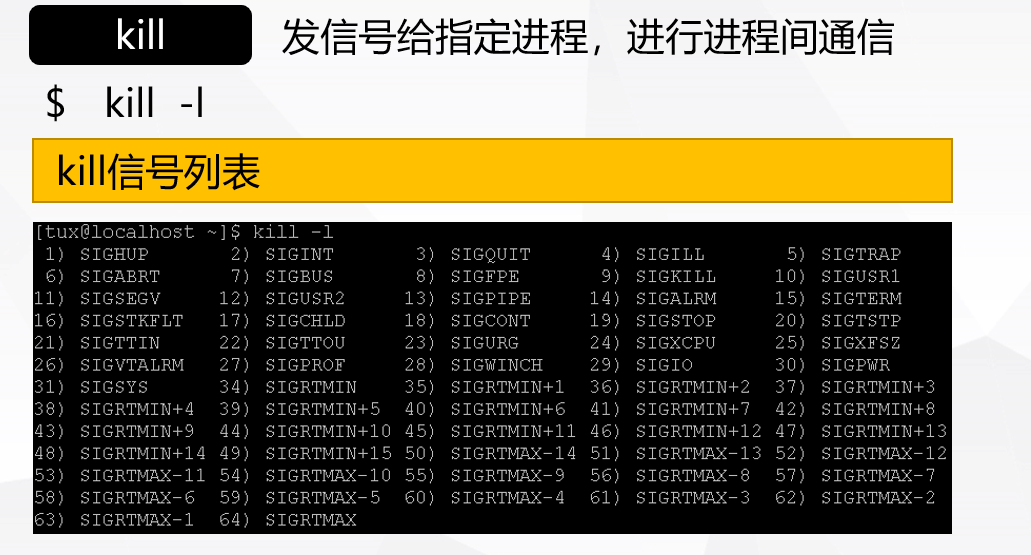 kill
发信号给指定进程，进行进程间通信
$ kill -l
kill信号列表
[tux@localhost ~]$ kill -l
1) SIGHUP 2) SIGINT 3) SIGQUIT 4) SIGILL 5) SIGTRAP
6) SIGABRT 7) SIGBUS 8) SIGFPE 9) SIGKILL 10) SIGUSR1
11) SIGSEGV 12) SIGUSR2 13) SIGPIPE 14) SIGALRM 15) SIGTERM
16) SIGSTKFLT 17) SIGCHLD 18) SIGCONT 19) SIGSTOP 20) SIGTSTP
21) SIGTTIN 22) SIGTTOU 23) SIGURG 24) SIGXCPU 25) SIGXFSZ
26) SIGVTALRM 27) SIGPROF 28) SIGWINCH 29) SIGIO 30) SIGPWR
31) SIGSYS 34) SIGRTMIN 35) SIGRTMIN+1 36) SIGRTMIN+2 37) SIGRTMIN+3
38) SIGRTMIN+4 39) SIGRTMIN+5 40) SIGRTMIN+6 41) SIGRTMIN+7 42) SIGRTMIN+8
43) SIGRTMIN+9 44) SIGRTMIN+10 45) SIGRTMIN+11 46) SIGRTMIN+12 47) SIGRTMIN+13
48) SIGRTMIN+14 49) SIGRTMIN+15 50) SIGRTMAX-14 51) SIGRTMAX-13 52) SIGRTMAX-12
53) SIGRTMAX-11 54) SIGRTMAX-10 55) SIGRTMAX-9 56) SIGRTMAX-8 57) SIGRTMAX-7
58) SIGRTMAX-6 59) SIGRTMAX-5 60) SIGRTMAX-4 61) SIGRTMAX-3 62) SIGRTMAX-2
63) SIGRTMAX-1 64) SIGRTMAX